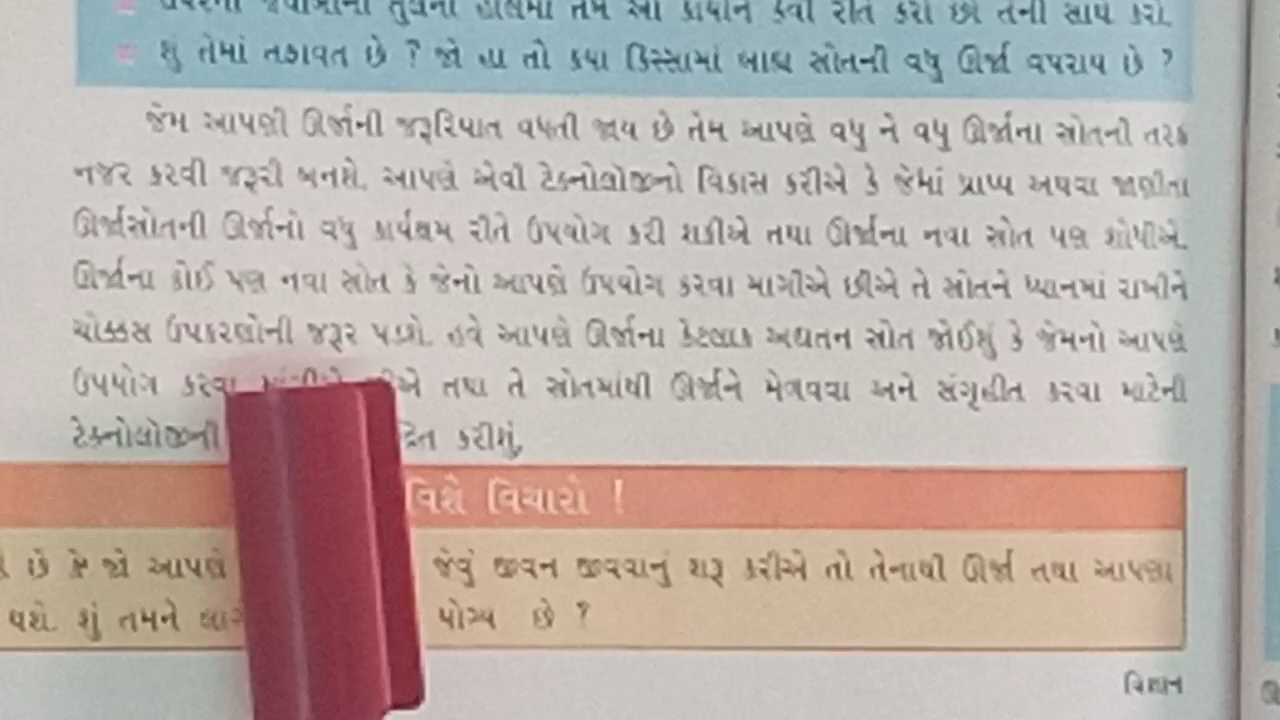 આ કાર્યોને કેવી રીતે કરો છો તેની સાથે કરો.
શું તેમાં તફાવત છે ? જો હા તો કયા કિસ્સામાં બાહ્ય સ્રોતની વધુ ઊર્જા વપરાય છે ?
જેમ આપણી ઊર્જાની જરૂરિયાત વધતી જાય છે તેમ આપણે વધુ ને વધુ ઊર્જાના સ્રોતની તરફ
નજર કરવી જરૂરી બનશે. આપણે એવી ટેક્નોલૉજીનો વિકાસ કરીએ કે જેમાં પ્રાપ્ય અથવા જાણીતા
ઊર્જાસ્રોતની ઊર્જાનો વધુ કાર્યક્ષમ રીતે ઉપયોગ કરી શકીએ તથા ઊર્જાના નવા સ્રોત પણ શોધીએ.
ઊર્જાના કોઈ પણ નવા સ્રોત કે જેનો આપણે ઉપયોગ કરવા માગીએ છીએ તે સ્રોતને ધ્યાનમાં રાખીને
ચોક્કસ ઉપકરણોની જરૂર પડશે. હવે આપણે ઊર્જાના કેટલાક અદ્યતન સ્રોત જોઈશું કે જેમનો આપણે
ઉપયોગ કરવા તથા તે સ્રોતમાંથી ઊર્જાને મેળવવા અને સંગૃહીત કરવા માટેની
ટેક્નોલૉજીની કરીશું.
વિશે વિચારો !
છે કે જો આપણે જેવું જીવન જીવવાનું શરૂ કરીએ તો તેનાથી ઊર્જા તથા આપણા
શું તમને યોગ્ય છે ?
વિજ્ઞાન